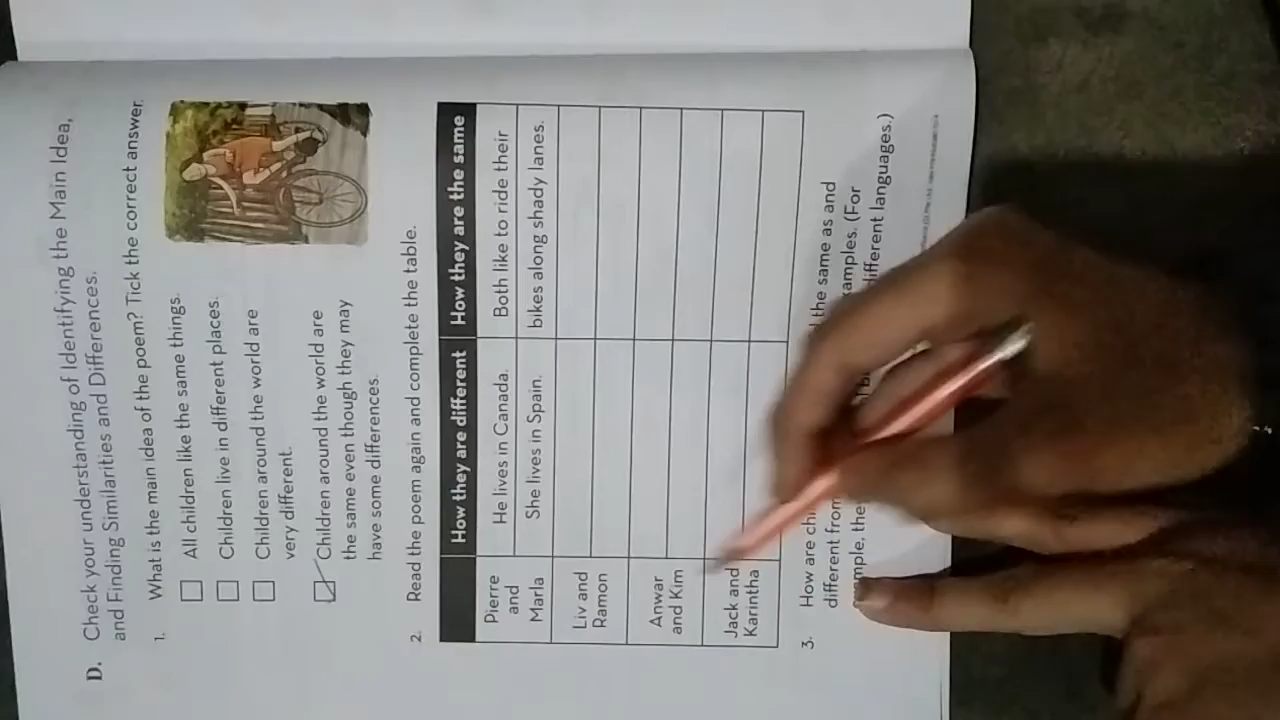 D. Check your understanding of Identifying the Main Idea,
and Finding Similarities and Differences.
1. What is the main idea of the poem? Tick the correct answer.
All children like the same things.
Children live in different places.
Children around the world are
very different.
Children around the world are
the same even though they may
have some differences.
2. Read the poem again and complete the table.
How they are different How they are the same
Pierre and Marla
He lives in Canada. Both like to ride their
She lives in Spain. bikes along shady lanes.
Liv and
Ramon
Anwar
and Kim
Jack and
Karintha
3. How are the same as and
different from examples. (For
example, different languages.)